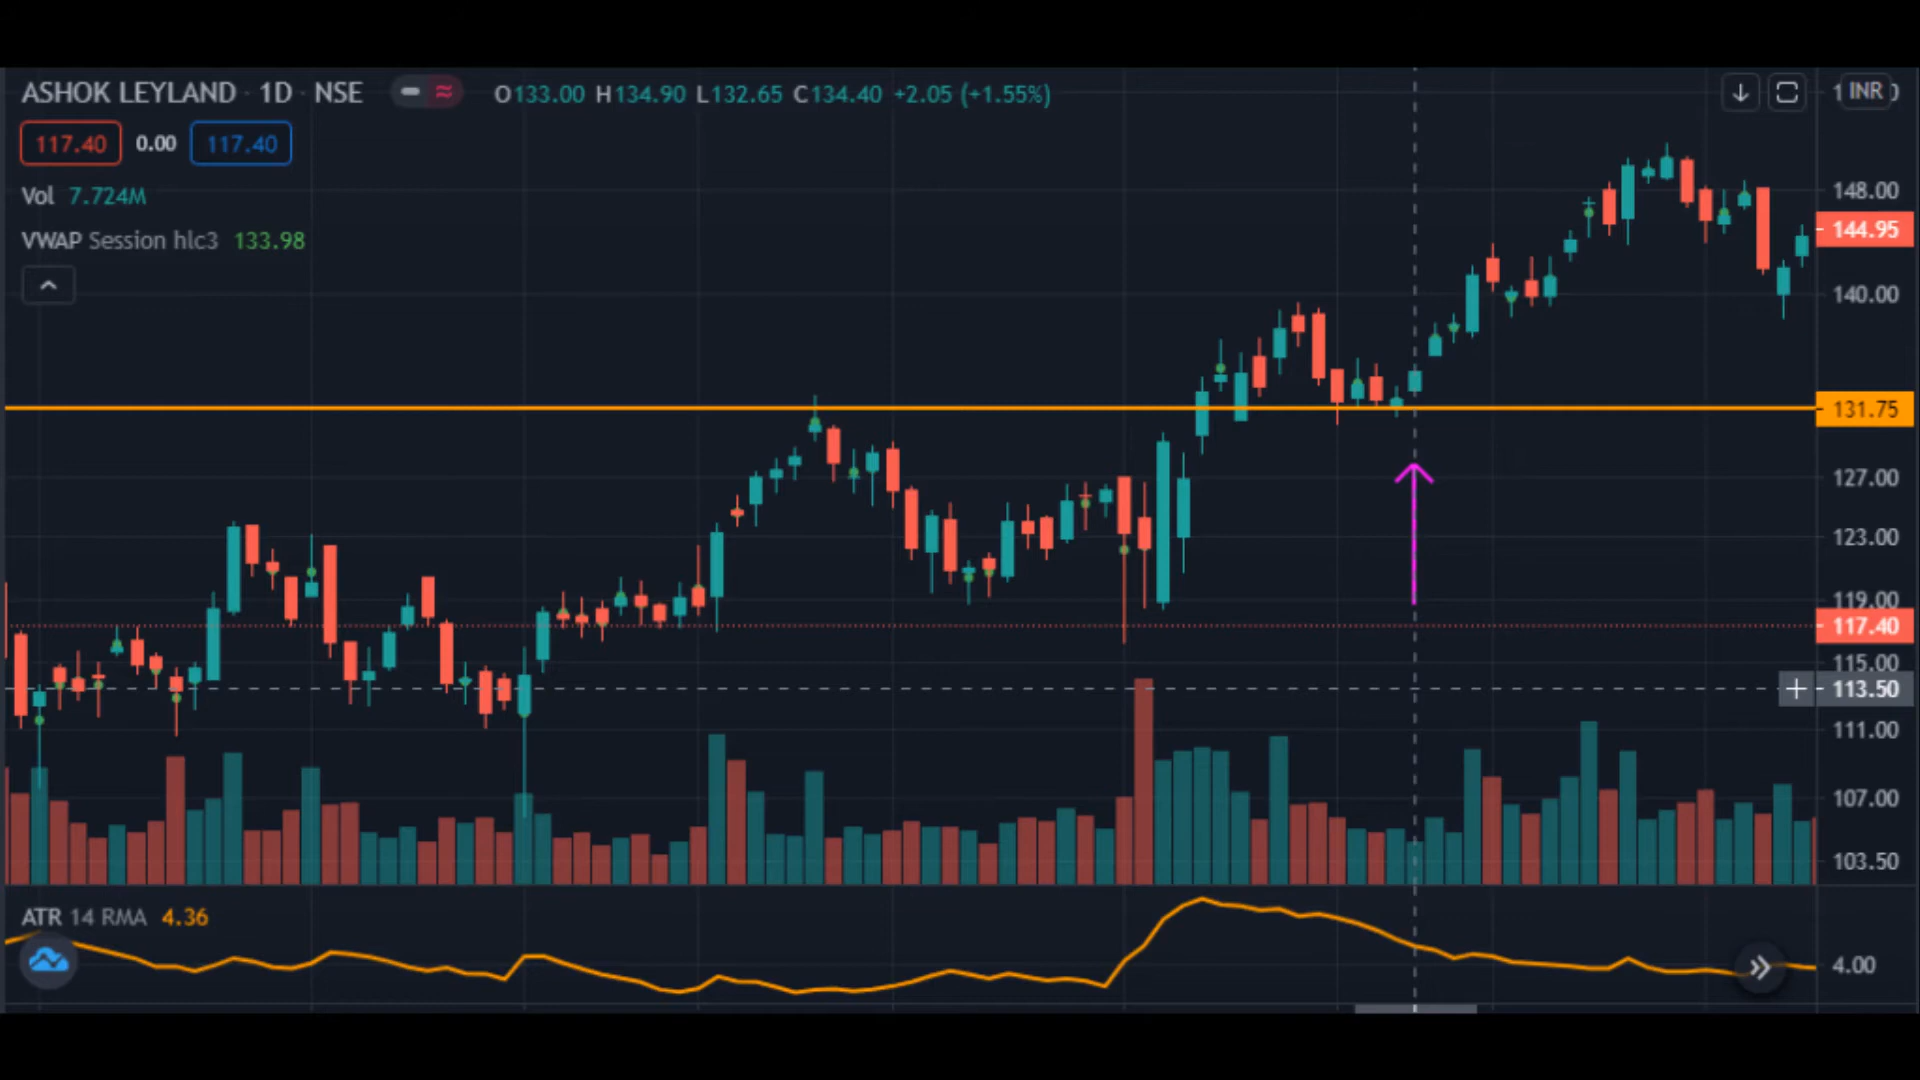 ASHOK LEYLAND · 1D · NSE O133.00 H134.90 L132.65 C134.40 +2.05 (+1.55%)
INR
117.40 0.00 117.40
Vol 7.724M
VWAP Session hlc3 133.98
148.00
144.95
140.00
131.75
127.00
123.00
119.00
117.40
115.00
113.50
111.00
107.00
103.50
ATR 14 RMA 4.36
4.00